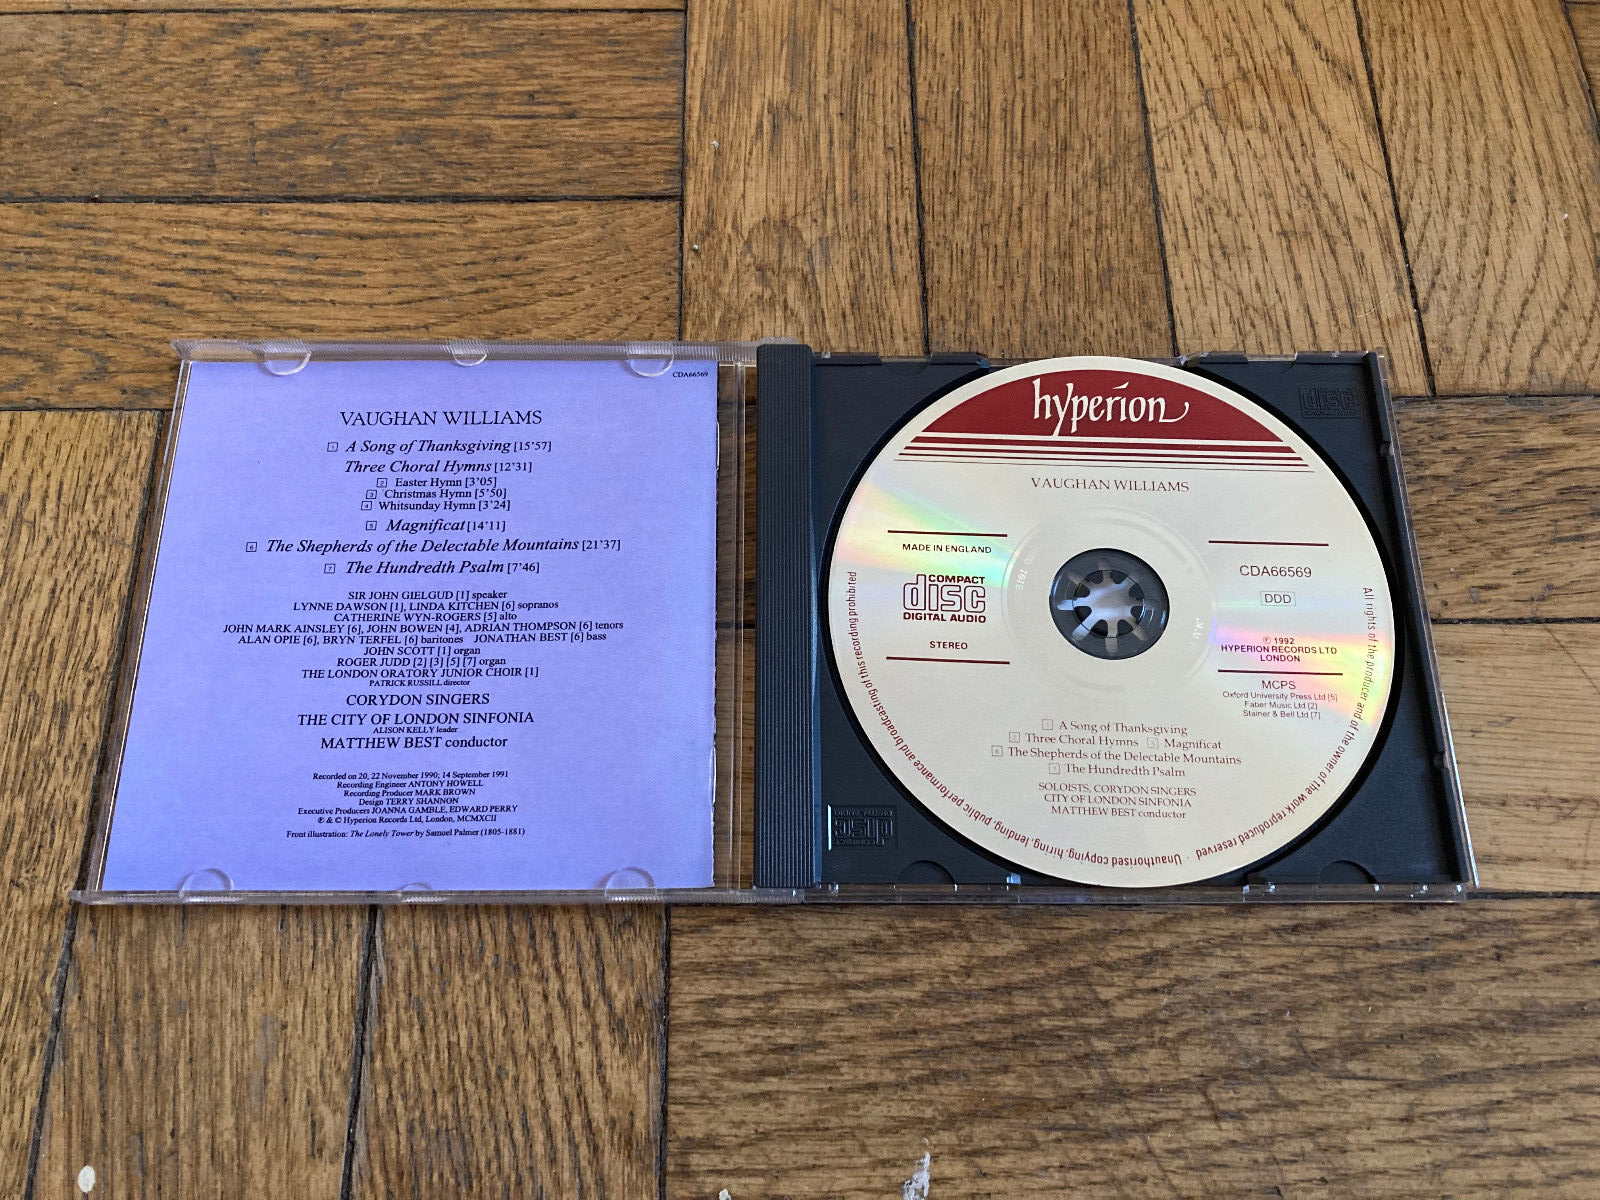 CDA66569
VAUGHAN WILLIAMS
1 A Song of Thanksgiving [15'57]
Three Choral Hymns [12'31]
2 Easter Hymn [3'05]
3 Christmas Hymn [5'50]
4 Whitsunday Hymn [3'24]
5 Magnificat [14'11]
6 The Shepherds of the Delectable Mountains [21'37]
7 The Hundredth Psalm [7'46]
SIR JOHN GIELGUD [1] speaker
LYNNE DAWSON [1], LINDA KITCHEN [6] sopranos
CATHERINE WYN-ROGERS [5] alto
JOHN MARK AINSLEY [6], JOHN BOWEN [4], ADRIAN THOMPSON [6] tenors
ALAN OPIE [6], BRYN TERFEL [6] baritones JONATHAN BEST [6] bass
JOHN SCOTT [1] organ
ROGER JUDD [2] [3] [5] [7] organ
THE LONDON ORATORY JUNIOR CHOIR [1]
PATRICK RUSSILL director
CORYDON SINGERS
THE CITY OF LONDON SINFONIA
ALISON KELLY leader
MATTHEW BEST conductor
Recorded on 20, 22 November 1990; 14 September 1991
Recording Engineer ANTONY HOWELL
Recording Producer MARK BROWN
Design TERRY SHANNON
Executive Producers JOANNA GAMBLE, EDWARD PERRY
℗ & © Hyperion Records Ltd, London, MCMXCII
Front illustration: The Lonely Tower by Samuel Palmer (1805-1881)
hyperion
VAUGHAN WILLIAMS
MADE IN ENGLAND
COMPACT
disc
DIGITAL AUDIO
STEREO
CDA66569
DDD
℗ 1992
HYPERION RECORDS LTD
LONDON
MCPS
Oxford University Press Ltd [5]
Faber Music Ltd [2]
Stainer & Bell Ltd [7]
1 A Song of Thanksgiving
2 Three Choral Hymns 5 Magnificat
6 The Shepherds of the Delectable Mountains
7 The Hundredth Psalm
SOLOISTS, CORYDON SINGERS
CITY OF LONDON SINFONIA
MATTHEW BEST conductor
All rights of the producer and of the owner of the work reproduced reserved · Unauthorised copying, hiring, lending, public performance and broadcasting of this recording prohibited
COMPACT
disc
DIGITAL AUDIO
COMPACT
disc
DIGITAL AUDIO